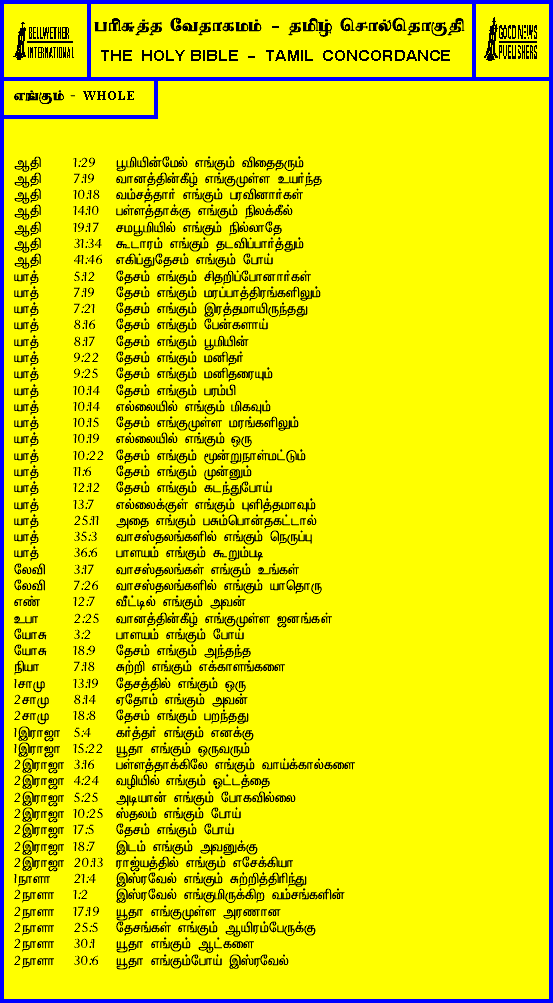 BELLWETHER INTERNATIONAL
பரிசுத்த வேதாகமம் - தமிழ் சொல்தொகுதி
THE HOLY BIBLE - TAMIL CONCORDANCE
GOOD NEWS PUBLISHERS
எங்கும் - WHOLE
ஆதி 1:29 பூமியின்மேல் எங்கும் விதைதரும்
ஆதி 7:19 வானத்தின்கீழ் எங்குமுள்ள உயர்ந்த
ஆதி 10:18 வம்சத்தார் எங்கும் பரவினார்கள்
ஆதி 14:10 பள்ளத்தாக்கு எங்கும் நிலக்கீல்
ஆதி 19:17 சமபூமியில் எங்கும் நில்லாதே
ஆதி 31:34 கூடாரம் எங்கும் தடவிப்பார்த்தும்
ஆதி 41:46 எகிப்துதேசம் எங்கும் போய்
யாத் 5:12 தேசம் எங்கும் சிதறிப்போனார்கள்
யாத் 7:19 தேசம் எங்கும் மரப்பாத்திரங்களிலும்
யாத் 7:21 தேசம் எங்கும் இரத்தமாயிருந்தது
யாத் 8:16 தேசம் எங்கும் பேன்களாய்
யாத் 8:17 தேசம் எங்கும் பூமியின்
யாத் 9:22 தேசம் எங்கும் மனிதர்
யாத் 9:25 தேசம் எங்கும் மனிதரையும்
யாத் 10:14 தேசம் எங்கும் பரம்பி
யாத் 10:14 எல்லையில் எங்கும் மிகவும்
யாத் 10:15 தேசம் எங்குமுள்ள மரங்களிலும்
யாத் 10:19 எல்லையில் எங்கும் ஒரு
யாத் 10:22 தேசம் எங்கும் மூன்றுநாள்மட்டும்
யாத் 11:6 தேசம் எங்கும் முன்னும்
யாத் 12:12 தேசம் எங்கும் கடந்துபோய்
யாத் 13:7 எல்லைக்குள் எங்கும் புளித்தமாவும்
யாத் 25:11 அதை எங்கும் பசும்பொன்தகட்டால்
யாத் 35:3 வாசஸ்தலங்களில் எங்கும் நெருப்பு
யாத் 36:6 பாளயம் எங்கும் கூறும்படி
லேவி 3:17 வாசஸ்தலங்கள் எங்கும் உங்கள்
லேவி 7:26 வாசஸ்தலங்களில் எங்கும் யாதொரு
எண் 12:7 வீட்டில் எங்கும் அவன்
உபா 2:25 வானத்தின்கீழ் எங்குமுள்ள ஜனங்கள்
யோசு 3:2 பாளயம் எங்கும் போய்
யோசு 18:9 தேசம் எங்கும் அந்தந்த
நியா 7:18 சுற்றி எங்கும் எக்காளங்களை
1சாமு 13:19 தேசத்தில் எங்கும் ஒரு
2சாமு 8:14 ஏதோம் எங்கும் அவன்
2சாமு 18:8 தேசம் எங்கும் பறந்தது
1இராஜா 5:4 கர்த்தர் எங்கும் எனக்கு
1இராஜா 15:22 யூதா எங்கும் ஒருவரும்
2இராஜா 3:16 பள்ளத்தாக்கிலே எங்கும் வாய்க்கால்களை
2இராஜா 4:24 வழியில் எங்கும் ஓட்டத்தை
2இராஜா 5:25 அடியான் எங்கும் போகவில்லை
2இராஜா 10:25 ஸ்தலம் எங்கும் போய்
2இராஜா 17:5 தேசம் எங்கும் போய்
2இராஜா 18:7 இடம் எங்கும் அவனுக்கு
2இராஜா 20:13 ராஜ்யத்தில் எங்கும் எசேக்கியா
1நாளா 21:4 இஸ்ரவேல் எங்கும் சுற்றித்திரிந்து
2நாளா 1:2 இஸ்ரவேல் எங்குமிருக்கிற வம்சங்களின்
2நாளா 17:19 யூதா எங்குமுள்ள அரணான
2நாளா 25:5 தேசங்கள் எங்கும் ஆயிரம்பேருக்கு
2நாளா 30:1 யூதா எங்கும் ஆட்களை
2நாளா 30:6 யூதா எங்கும்போய் இஸ்ரவேல்